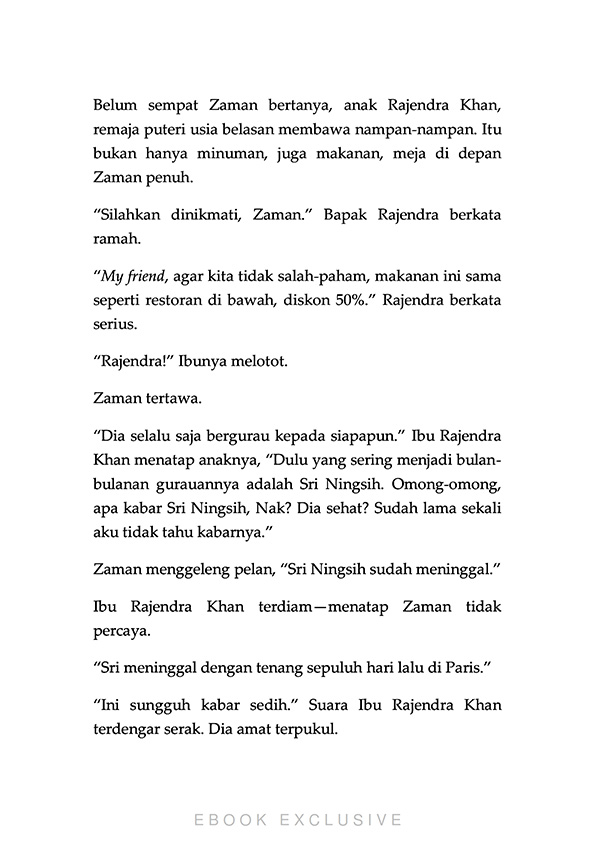 Belum sempat Zaman bertanya, anak Rajendra Khan,
remaja puteri usia belasan membawa nampan-nampan. Itu
bukan hanya minuman, juga makanan, meja di depan
Zaman penuh.
“Silahkan dinikmati, Zaman.” Bapak Rajendra berkata
ramah.
“My friend, agar kita tidak salah-paham, makanan ini sama
seperti restoran di bawah, diskon 50%.” Rajendra berkata
serius.
“Rajendra!” Ibunya melotot.
Zaman tertawa.
“Dia selalu saja bergurau kepada siapapun.” Ibu Rajendra
Khan menatap anaknya, “Dulu yang sering menjadi bulan-
bulanan gurauannya adalah Sri Ningsih. Omong-omong,
apa kabar Sri Ningsih, Nak? Dia sehat? Sudah lama sekali
aku tidak tahu kabarnya.”
Zaman menggeleng pelan, “Sri Ningsih sudah meninggal.”
Ibu Rajendra Khan terdiam—menatap Zaman tidak
percaya.
“Sri meninggal dengan tenang sepuluh hari lalu di Paris.”
“Ini sungguh kabar sedih.” Suara Ibu Rajendra Khan
terdengar serak. Dia amat terpukul.
EBOOK EXCLUSIVE